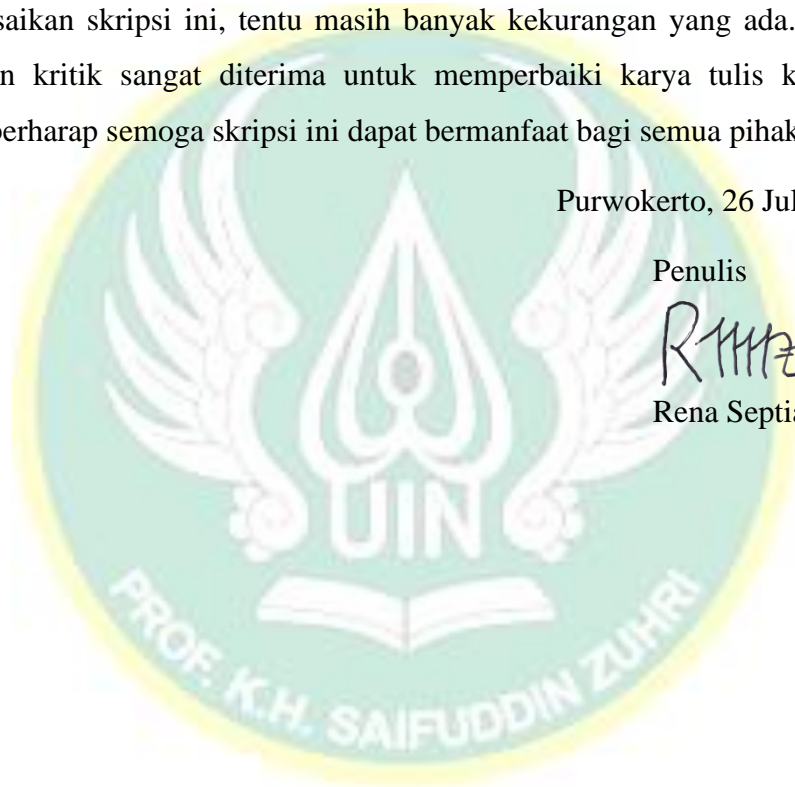 saikan skripsi ini, tentu masih banyak kekurangan yang ada.
n kritik sangat diterima untuk memperbaiki karya tulis k
berharap semoga skripsi ini dapat bermanfaat bagi semua pihak
Purwokerto, 26 Jul
Penulis
Rena Septia
UIN
PROF. K.H. SAIFUDDIN ZUHRI